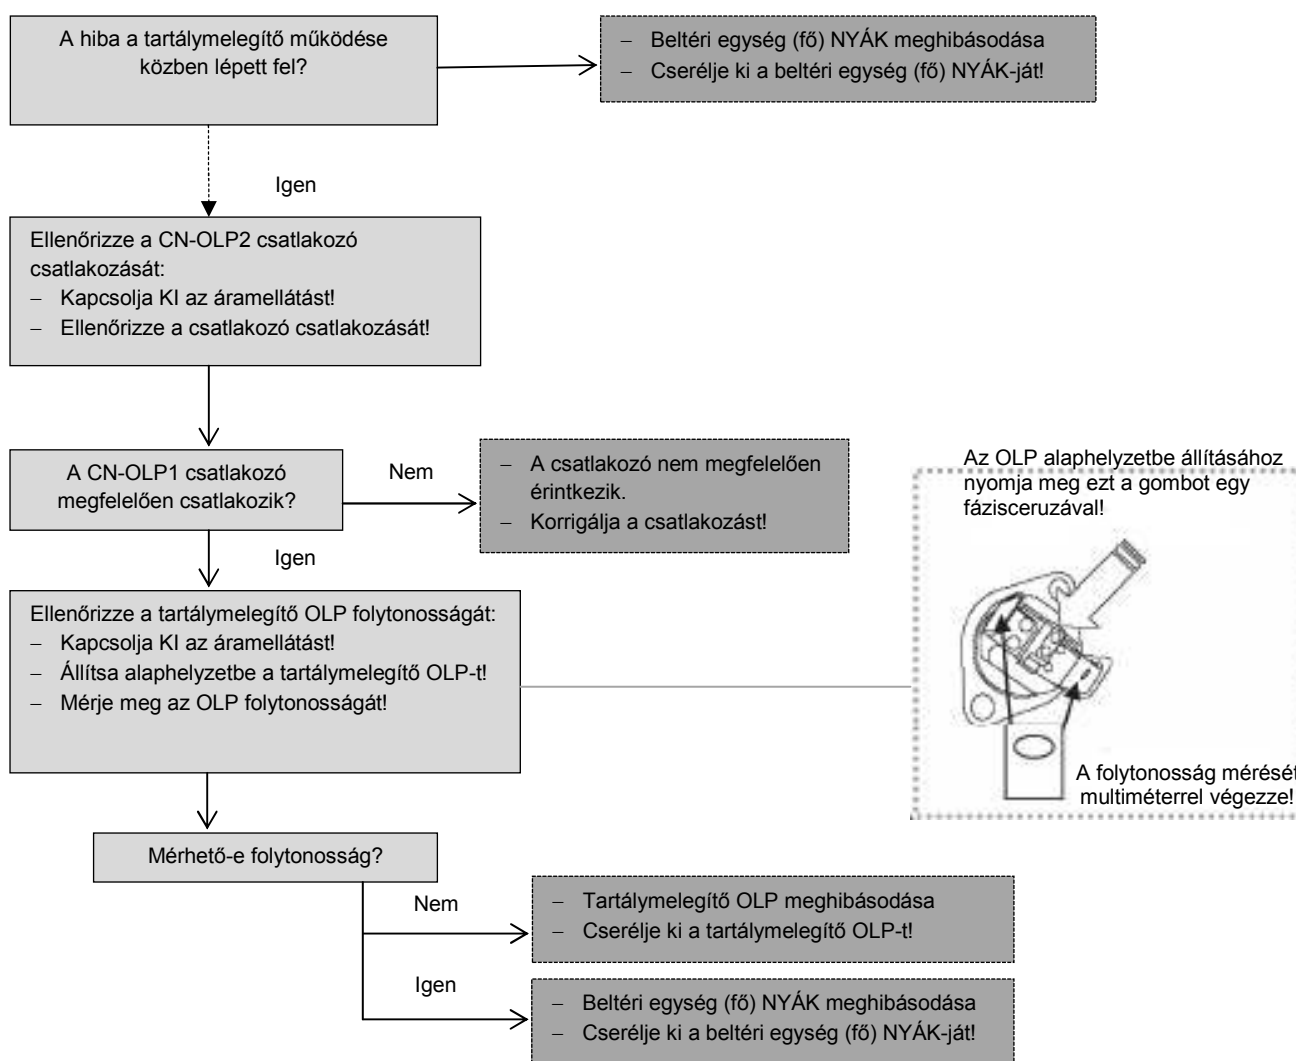 A hiba a tartálymelegítő működése
közben lépett fel?
– Beltéri egység (fő) NYÁK meghibásodása
– Cserélje ki a beltéri egység (fő) NYÁK-ját!
Igen
Ellenőrizze a CN-OLP2 csatlakozó
csatlakozását:
– Kapcsolja KI az áramellátást!
– Ellenőrizze a csatlakozó csatlakozását!
A CN-OLP1 csatlakozó
megfelelően csatlakozik?
Nem
– A csatlakozó nem megfelelően
érintkezik.
– Korrigálja a csatlakozást!
Az OLP alaphelyzetbe állításához
nyomja meg ezt a gombot egy
fázisceruzával!
Igen
Ellenőrizze a tartálymelegítő OLP folytonosságát:
– Kapcsolja KI az áramellátást!
– Állítsa alaphelyzetbe a tartálymelegítő OLP-t!
– Mérje meg az OLP folytonosságát!
A folytonosság mérését
multiméterrel végezze!
Mérhető-e folytonosság?
Nem
– Tartálymelegítő OLP meghibásodása
– Cserélje ki a tartálymelegítő OLP-t!
Igen
– Beltéri egység (fő) NYÁK meghibásodása
– Cserélje ki a beltéri egység (fő) NYÁK-ját!